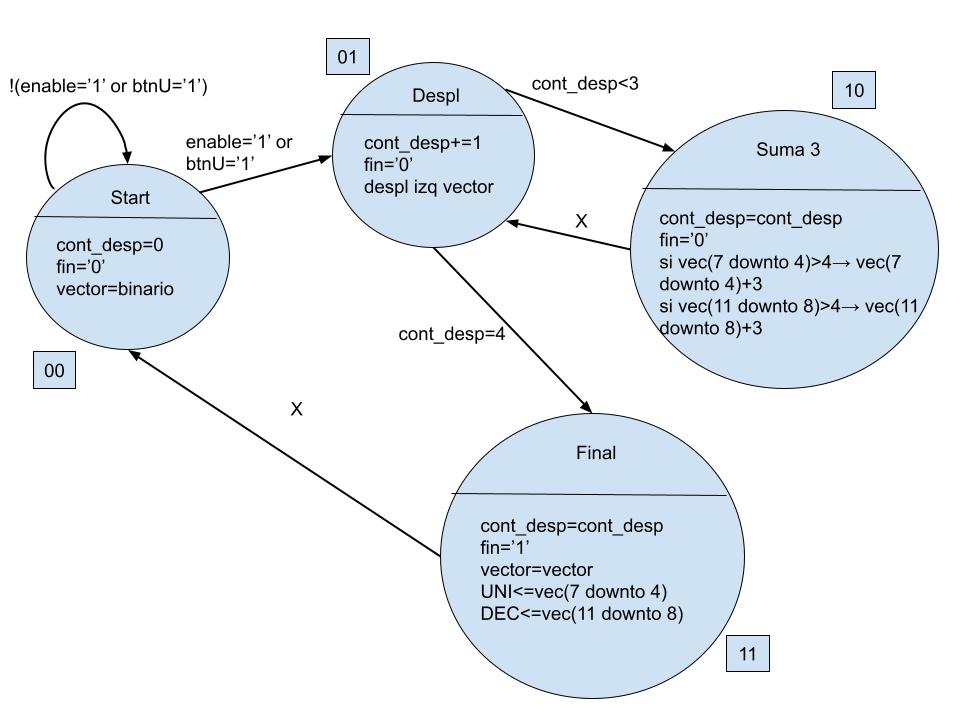 !(enable=’1’ or btnU=’1’)
00
Start
cont_desp=0
fin=’0’
vector=binario
enable=’1’ or
btnU=’1’
01
Despl
cont_desp+=1
fin=’0’
despl izq vector
cont_desp<3
10
Suma 3
cont_desp=cont_desp
fin=’0’
si vec(7 downto 4)>4→ vec(7
downto 4)+3
si vec(11 downto 8)>4→ vec(11
downto 8)+3
X
cont_desp=4
11
Final
cont_desp=cont_desp
fin=’1’
vector=vector
UNI<=vec(7 downto 4)
DEC<=vec(11 downto 8)
X